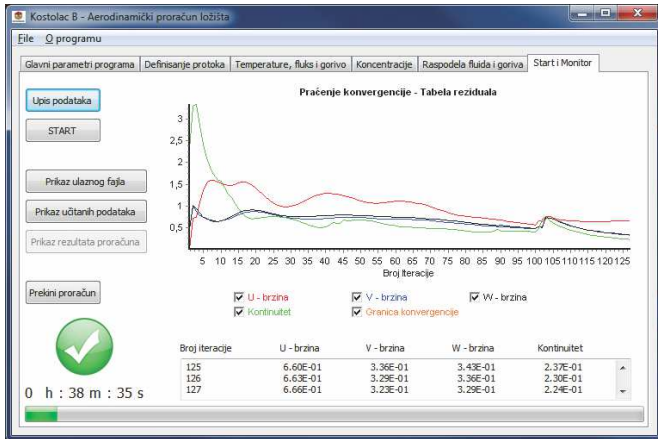 Kostolac B - Aerodinamički proračun ložišta
File O programu
Glavni parametri programa Definisanje protoka Temperature, fluks i gorivo Koncentracije Raspodela fluida i goriva Start i Monitor
Upis podataka
START
Prikaz ulaznog fajla
Prikaz učitanih podataka
Prikaz rezultata proračuna
Prekini proračun
0 h : 38 m : 35 s
Praćenje konvergencije - Tabela reziduala
3
2,5
2
1,5
1
0,5
5 10 15 20 25 30 35 40 45 50 55 60 65 70 75 80 85 90 95 100 105 110 115 120 125
Broj Iteracije
U - brzina V - brzina W - brzina
Kontinuitet Granica konvergencije
Broj iteracije U - brzina V - brzina W - brzina Kontinuitet
125 6.60E-01 3.36E-01 3.43E-01 2.37E-01
126 6.63E-01 3.29E-01 3.36E-01 2.30E-01
127 6.66E-01 3.23E-01 3.29E-01 2.24E-01